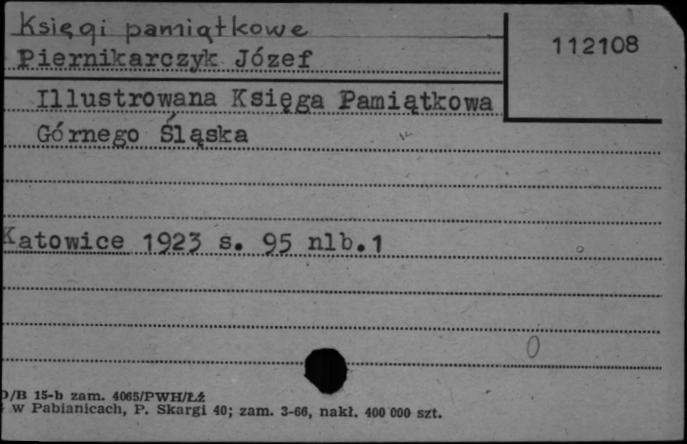 Księgi pamiątkowe
112108
Piernikarczyk Józef
Illustrowana Księga Pamiątkowa
Górnego Śląska
Katowice 1923 s. 95 nlb.1
0
/B 15-b zam. 4065/PWH/Łź
w Pabianicach, P. Skargi 40; zam. 3-66, nakł. 400 000 szt.